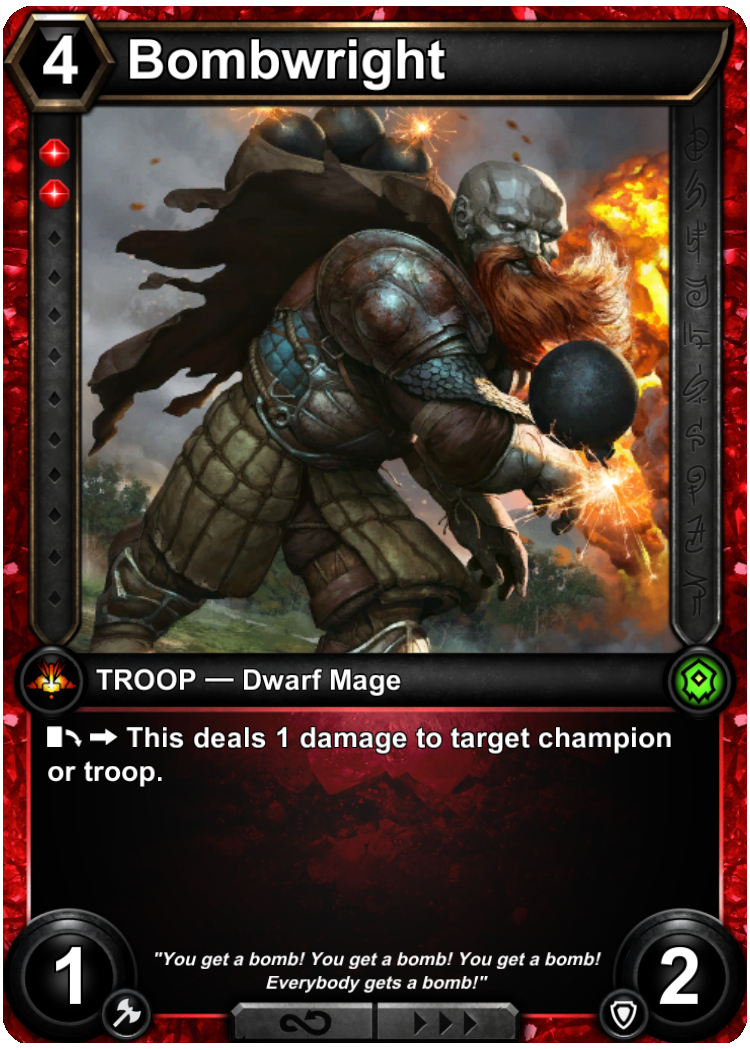 4 Bombwright
TROOP — Dwarf Mage
This deals 1 damage to target champion
or troop.
"You get a bomb! You get a bomb! You get a bomb!
Everybody gets a bomb!"
1
2